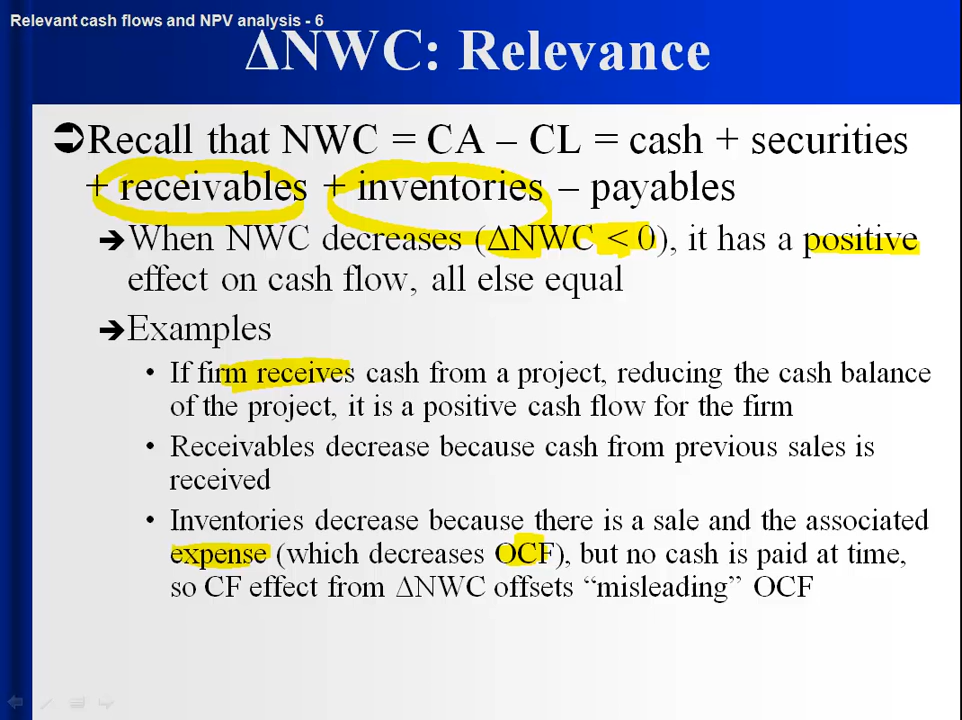 Relevant cash flows and NPV analysis - 6
ΔNWC: Relevance
Recall that NWC = CA – CL = cash + securities
+ receivables + inventories – payables
When NWC decreases (ΔNWC < 0), it has a positive
effect on cash flow, all else equal
Examples
• If firm receives cash from a project, reducing the cash balance
of the project, it is a positive cash flow for the firm
• Receivables decrease because cash from previous sales is
received
• Inventories decrease because there is a sale and the associated
expense (which decreases OCF), but no cash is paid at time,
so CF effect from ΔNWC offsets “misleading” OCF